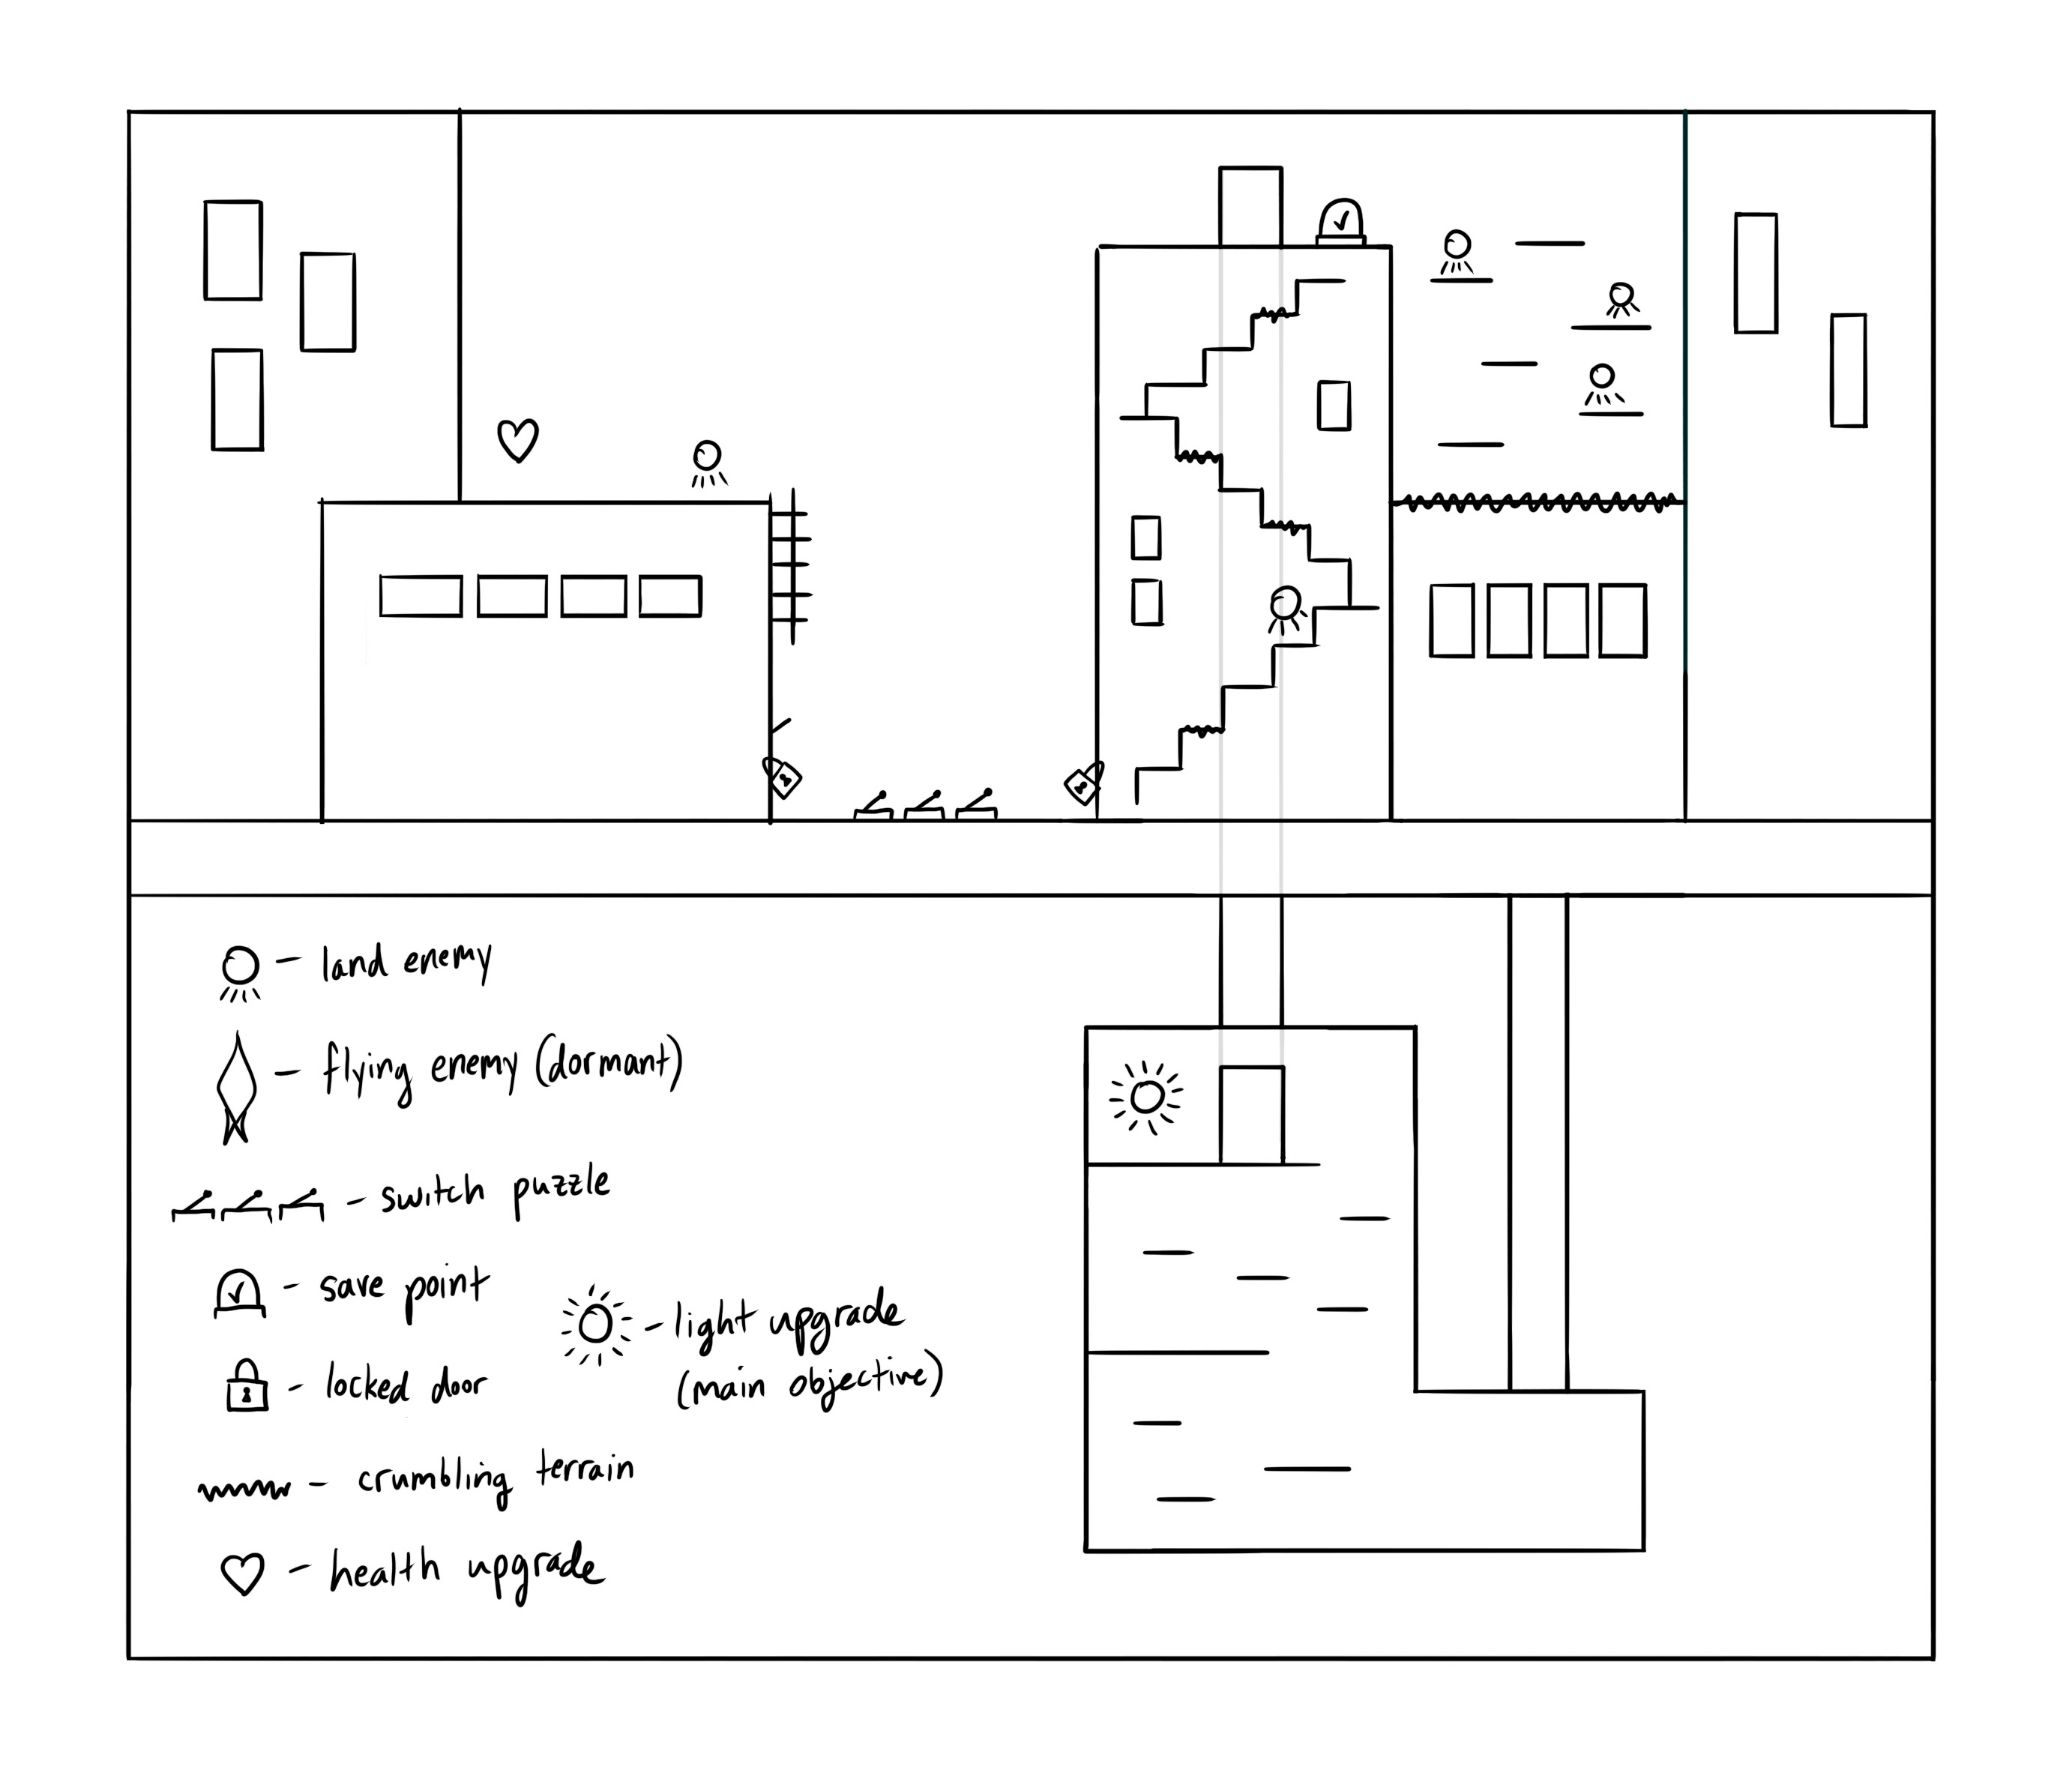 - land enemy
- flying enemy (dormant)
- switch puzzle
- save point
- light upgrade
(main objective)
- locked door
- crumbling terrain
- health upgrade